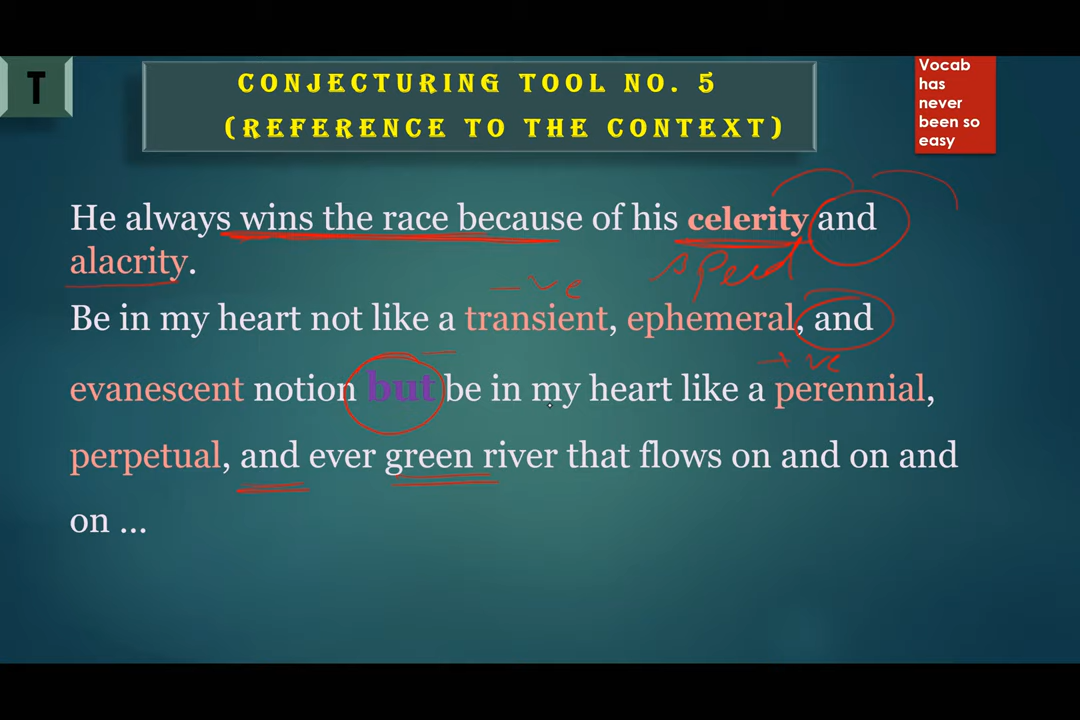 T
CONJECTURING TOOL NO. 5
(REFERENCE TO THE CONTEXT)
Vocab
has
never
been so
easy
He always wins the race because of his celerity and
speed
alacrity.
-ve
Be in my heart not like a transient, ephemeral, and
+ve
evanescent notion but be in my heart like a perennial,
perpetual, and ever green river that flows on and on and
on ...